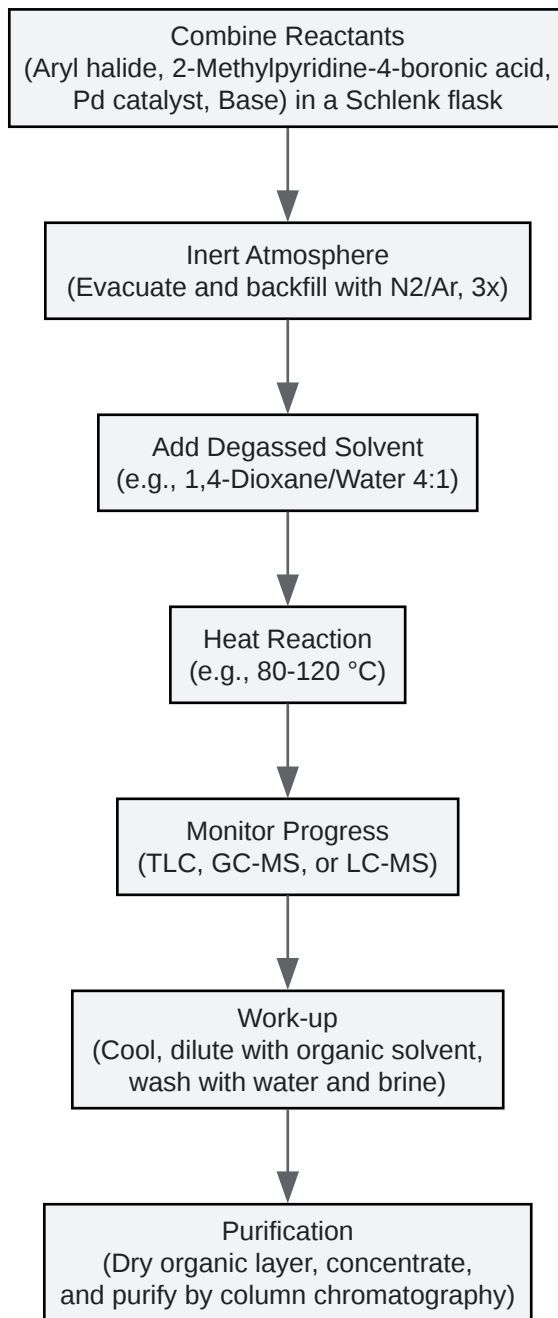 Combine Reactants
(Aryl halide, 2-Methylpyridine-4-boronic acid,
Pd catalyst, Base) in a Schlenk flask
Inert Atmosphere
(Evacuate and backfill with N2/Ar, 3x)
Add Degassed Solvent
(e.g., 1,4-Dioxane/Water 4:1)
Heat Reaction
(e.g., 80-120 °C)
Monitor Progress
(TLC, GC-MS, or LC-MS)
Work-up
(Cool, dilute with organic solvent,
wash with water and brine)
Purification
(Dry organic layer, concentrate,
and purify by column chromatography)